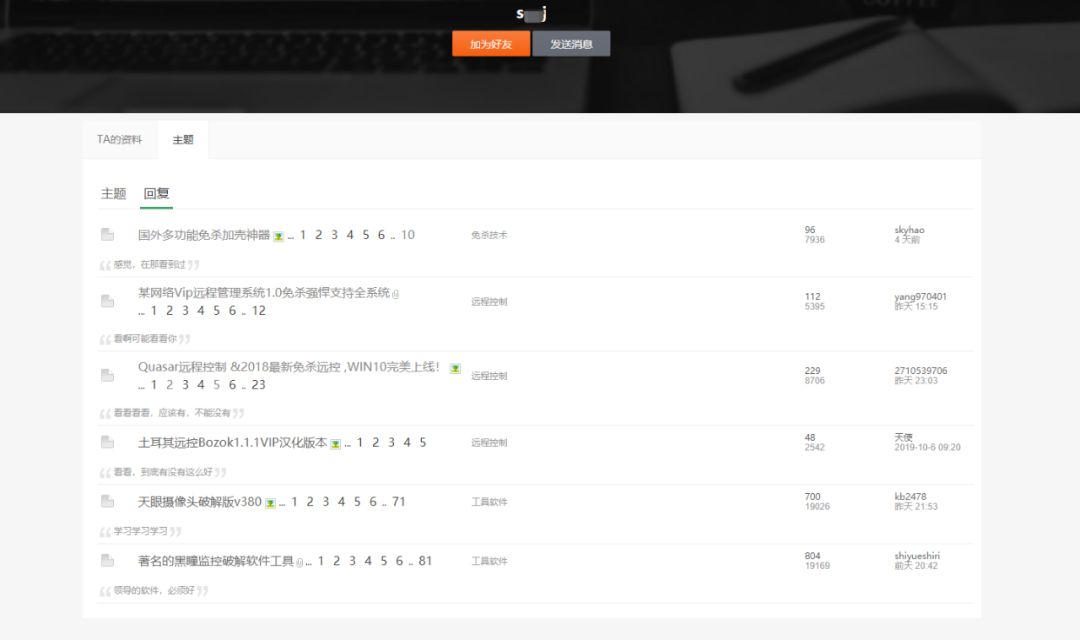 s j
加为好友 发送消息
TA的资料 主题
主题 回复
国外多功能免杀加壳神器 ... 1 2 3 4 5 6 .. 10 免杀技术 96 skyhao
7936 4 天前
感觉，在那看到过
某网络Vip远程管理系统1.0免杀强悍支持全系统 远程控制 112 yang970401
... 1 2 3 4 5 6 .. 12 5395 昨天 15:15
看啊可能看看你
Quasar远程控制 &2018最新免杀远控 ,WIN10完美上线! 远程控制 229 2710539706
... 1 2 3 4 5 6 .. 23 8706 昨天 23:03
看看看看，应该有，不能没有
土耳其远控Bozok1.1.1VIP汉化版本 ... 1 2 3 4 5 远程控制 48 天使
2542 2019-10-6 09:20
看看，到底有没有这么好
天眼摄像头破解版v380 ... 1 2 3 4 5 6 .. 71 工具软件 700 kb2478
19026 昨天 21:53
学习学习学习
著名的黑瞳监控破解软件工具 ... 1 2 3 4 5 6 .. 81 工具软件 804 shiyueshiri
19169 前天 20:42
领导的软件，必须好